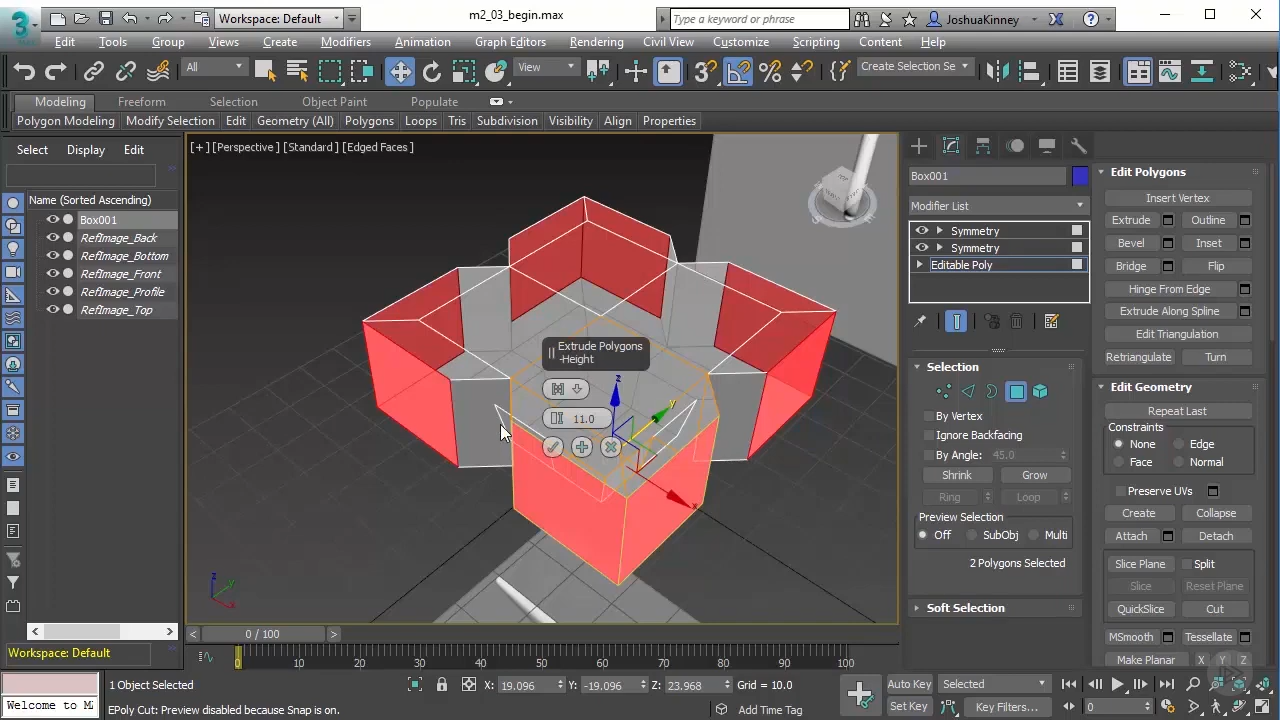 3
Workspace: Default
m2_03_begin.max
Type a keyword or phrase
JoshuaKinney
Edit Tools Group Views Create Modifiers Animation Graph Editors Rendering Civil View Customize Scripting Content Help
All
View
3
Create Selection Se
Modeling Freeform Selection Object Paint Populate
Polygon Modeling Modify Selection Edit Geometry (All) Polygons Loops Tris Subdivision Visibility Align Properties
Select Display Edit
Name (Sorted Ascending)
Box001
RefImage_Back
RefImage_Bottom
RefImage_Front
RefImage_Profile
RefImage_Top
Workspace: Default
[+] [Perspective] [Standard] [Edged Faces]
Extrude Polygons
-Height
11.0
z
y
x
z
y
x
0 / 100
0 10 20 30 40 50 60 70 80 90 100
Box001
Modifier List
Symmetry
Symmetry
Editable Poly
Selection
By Vertex
Ignore Backfacing
By Angle: 45.0
Shrink Grow
Ring Loop
Preview Selection
Off SubObj Multi
2 Polygons Selected
Soft Selection
Edit Polygons
Insert Vertex
Extrude Outline
Bevel Inset
Bridge Flip
Hinge From Edge
Extrude Along Spline
Edit Triangulation
Retriangulate Turn
Edit Geometry
Repeat Last
Constraints
None Edge
Face Normal
Preserve UVs
Create Collapse
Attach Detach
Slice Plane Split
Slice Reset Plane
QuickSlice Cut
MSmooth Tessellate
Make Planar X Y Z
Welcome to M
1 Object Selected
X: 19.096 Y: -19.096 Z: 23.968 Grid = 10.0
EPoly Cut: Preview disabled because Snap is on.
Add Time Tag
Auto Key Selected
Set Key Key Filters...
0